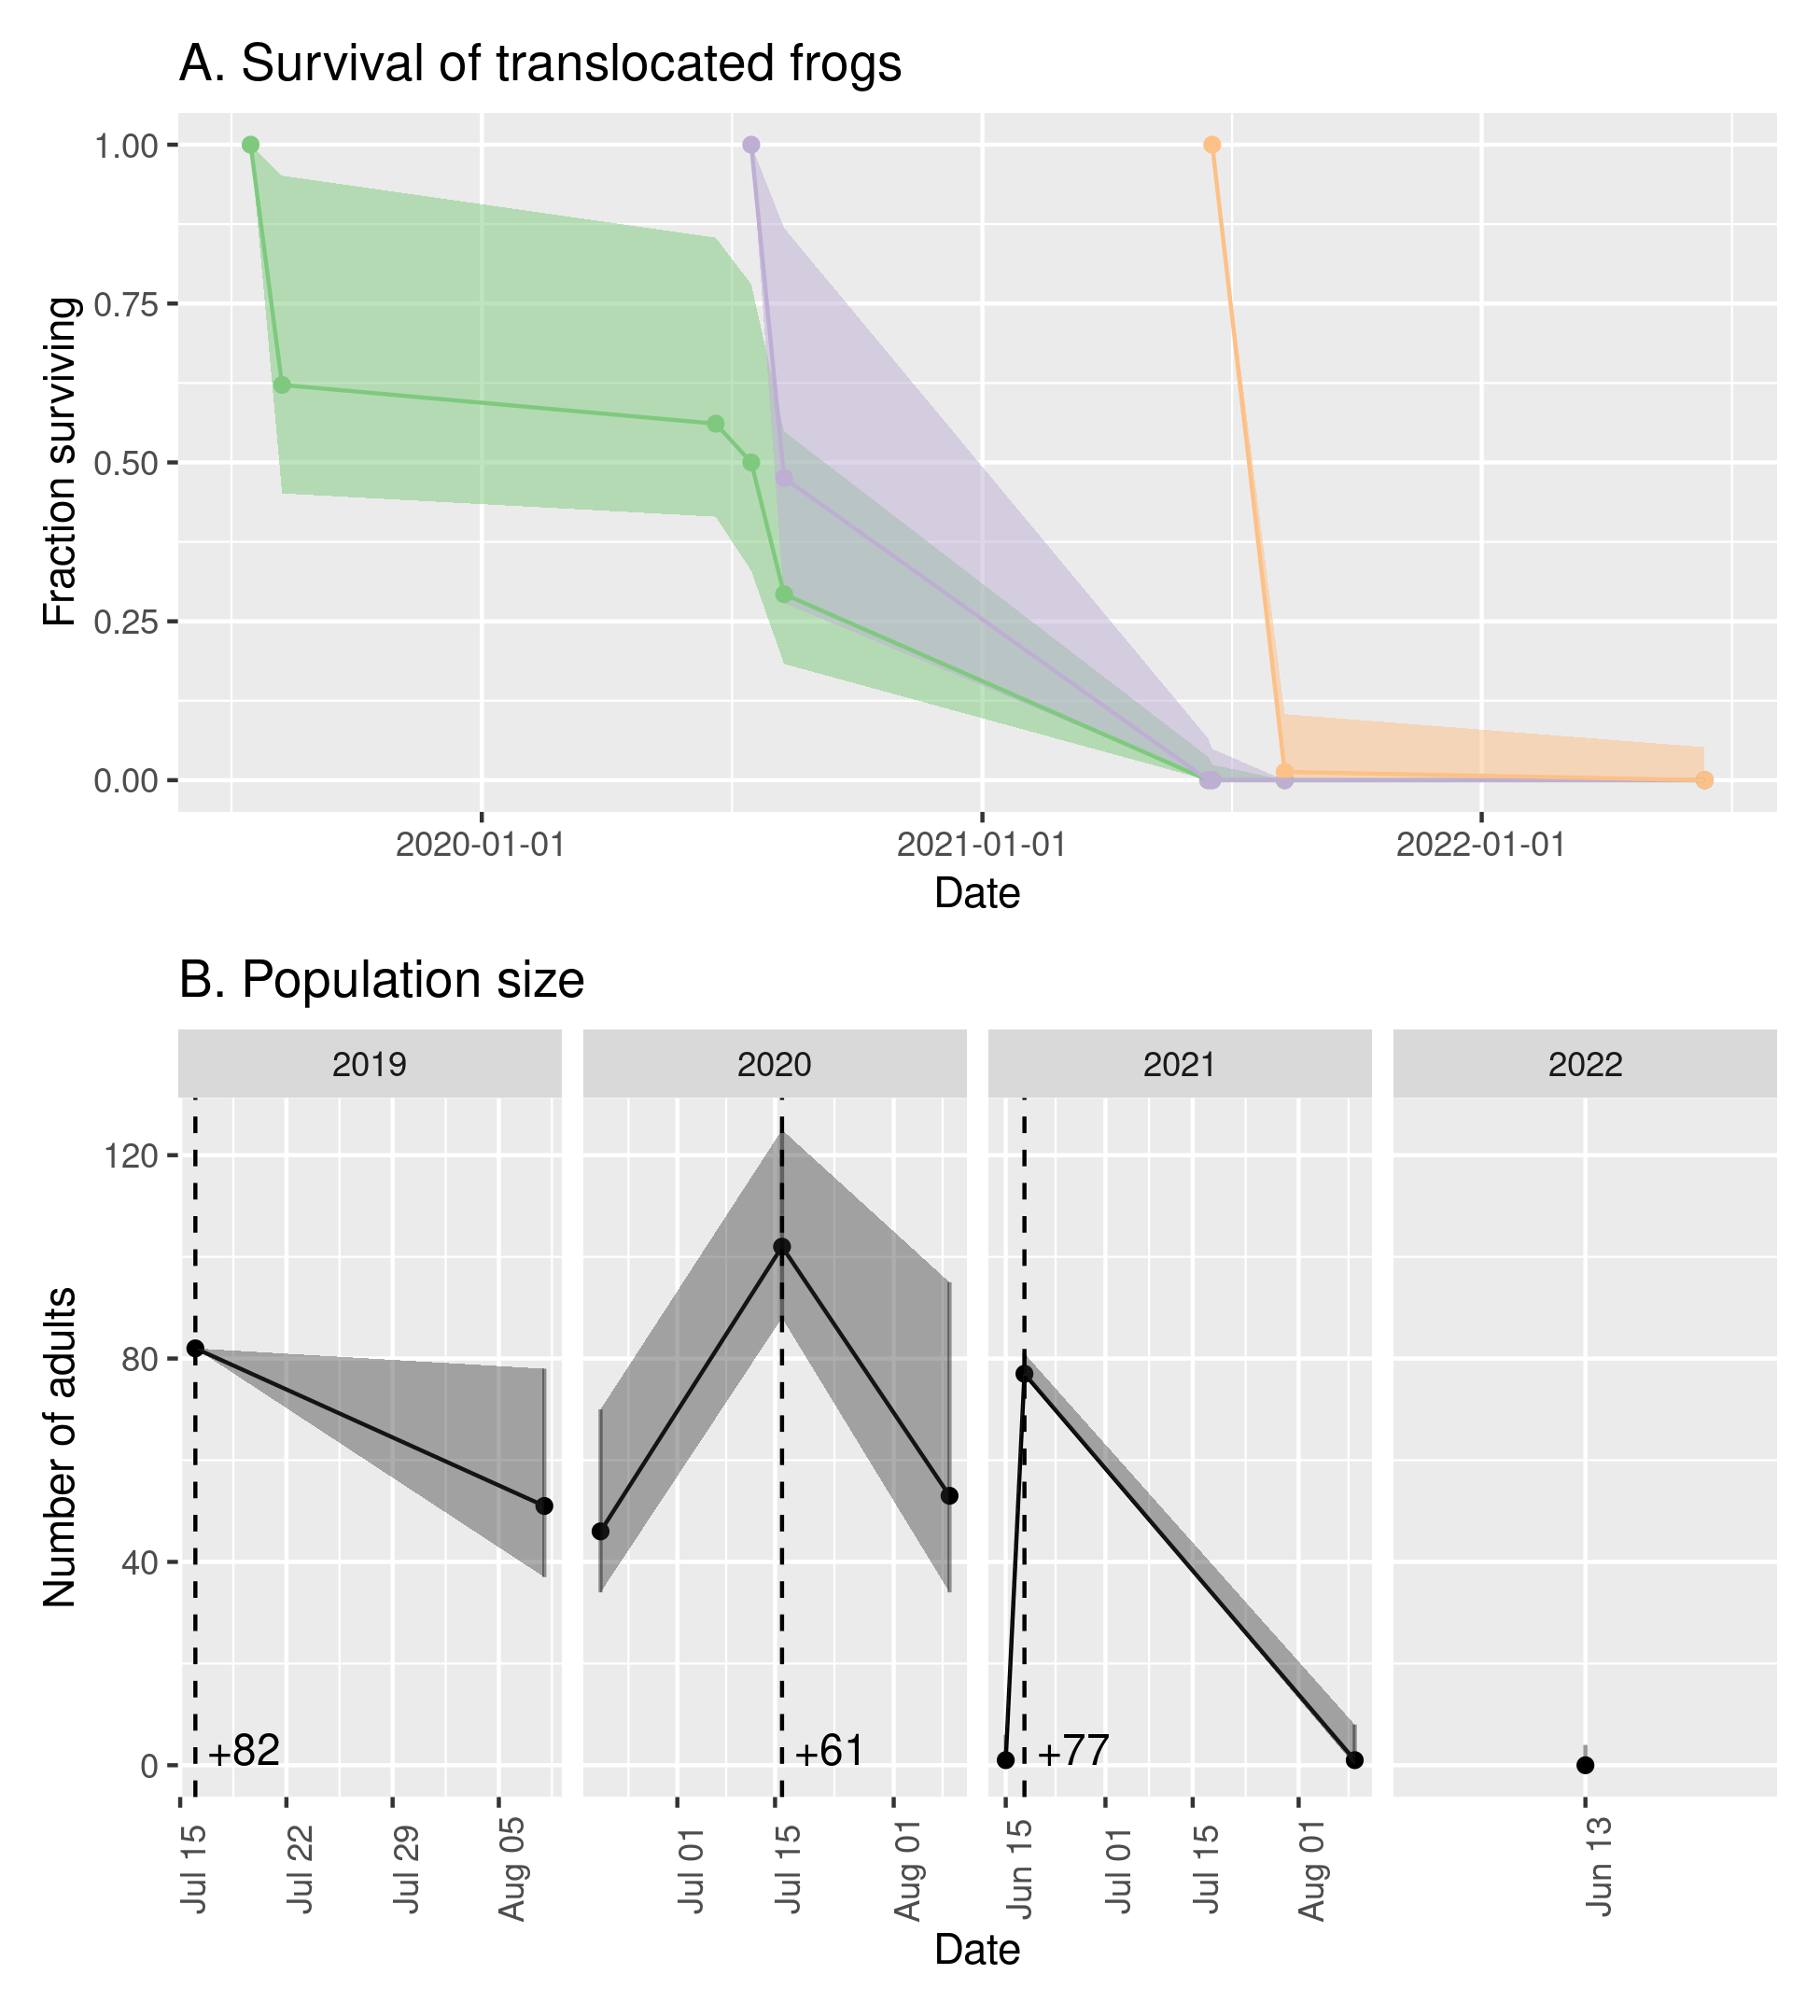 A. Survival of translocated frogs
Fraction surviving
1.00
0.75
0.50
0.25
0.00
2020-01-01 2021-01-01 2022-01-01
Date
B. Population size
2019 2020 2021 2022
Number of adults
120
80
40
0
+82 +61 +77
Jul 15 Jul 22 Jul 29 Aug 05 Jul 01 Jul 15 Aug 01 Jun 15 Jul 01 Jul 15 Aug 01 Jun 13
Date